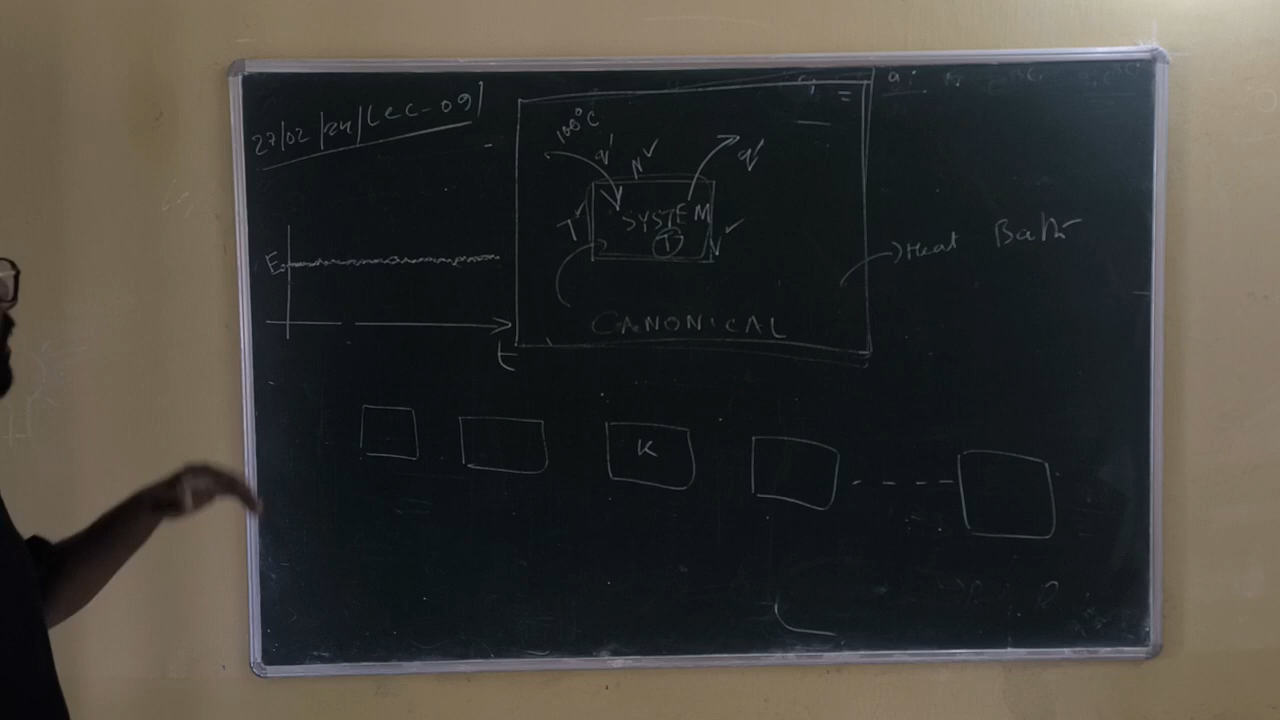 27/02/24/Lec-09
100°C
q'
N✓
q'
T✓
SYSTEM
T
V✓
→Heat Bath
E
CANONICAL
t
K